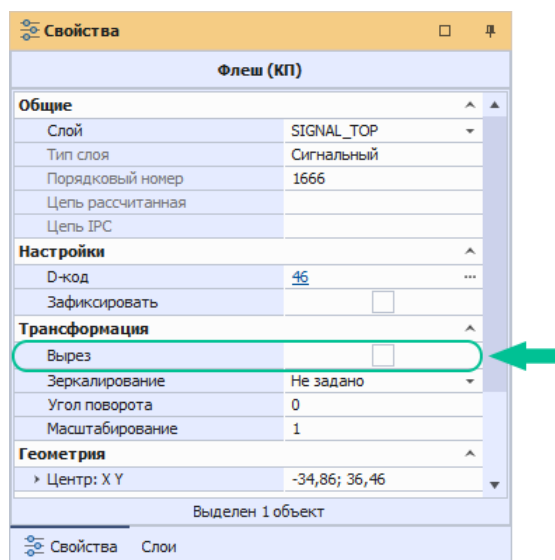 Свойства
Флеш (КП)
Общие
Слой SIGNAL_TOP
Тип слоя Сигнальный
Порядковый номер 1666
Цепь рассчитанная
Цепь IPC
Настройки
D-код 46 ...
Зафиксировать
Трансформация
Вырез
Зеркалирование Не задано
Угол поворота 0
Масштабирование 1
Геометрия
Центр: X Y -34,86; 36,46
Выделен 1 объект
Свойства Слои